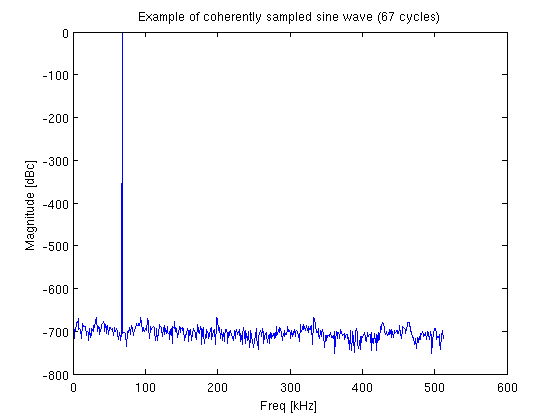 Example of coherently sampled sine wave (67 cycles)
0
-100
-200
-300
-400
-500
-600
-700
-800
Magnitude [dBc]
0 100 200 300 400 500 600
Freq [kHz]